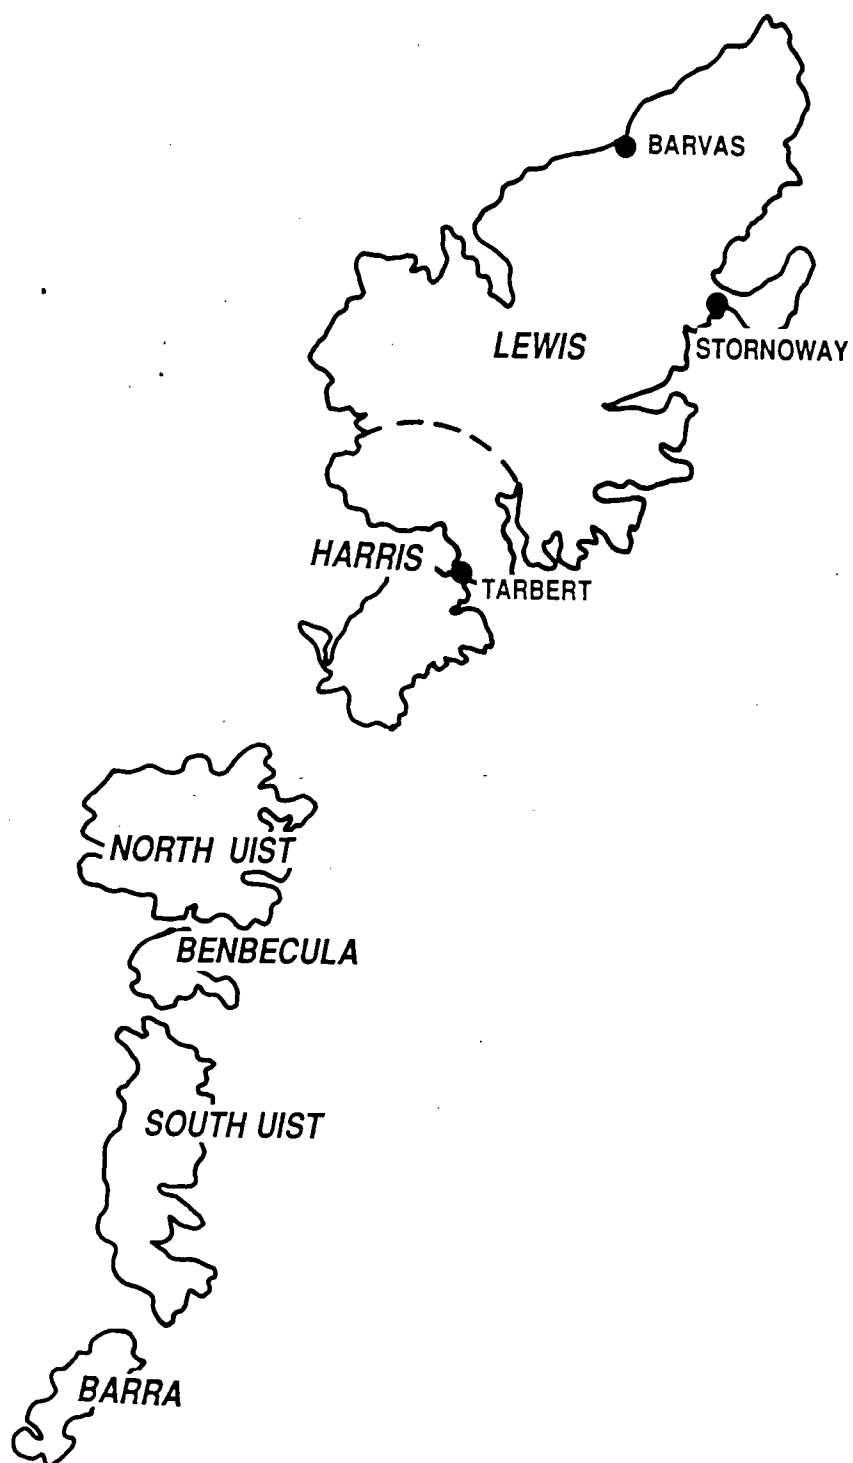 BARVAS
LEWIS
STORNOWAY
HARRIS
TARBERT
NORTH UIST
BENBECULA
SOUTH UIST
BARRA